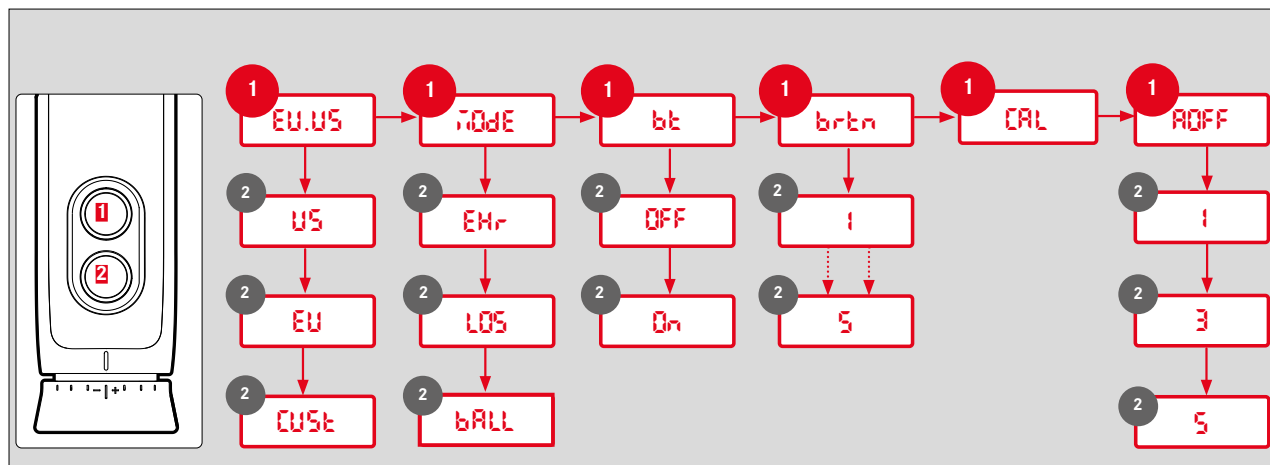 1 1 1 1 1 1
EU.US MOdE bt brtn CAL AOFF
2 2 2 2 2
US EHr OFF 1 1
1
2 2 2 2 2
2
EU LOS On 5 3
- +
2 2 2
CUSt bALL 5